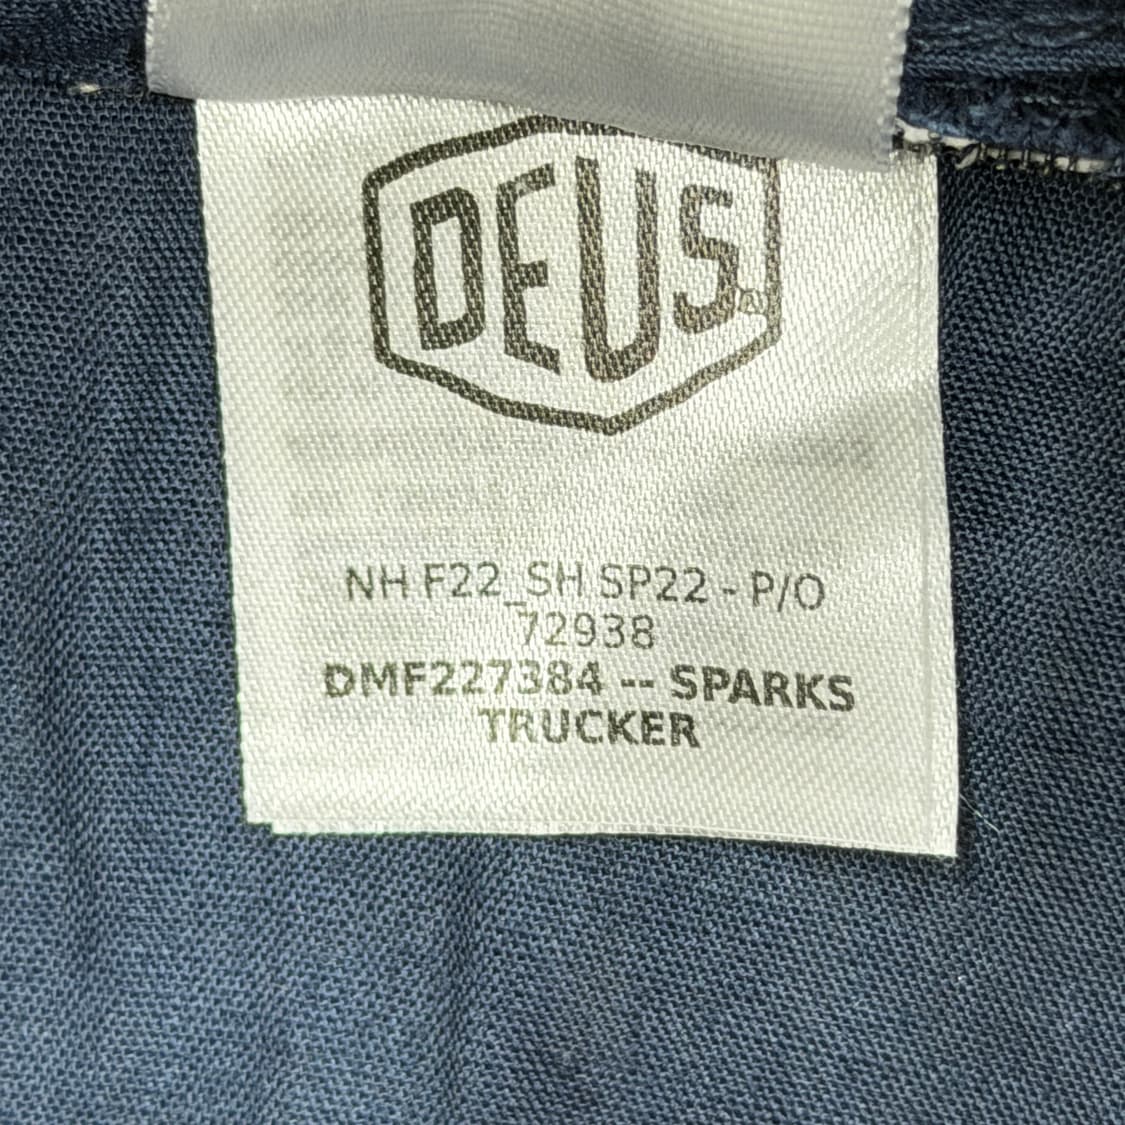 DEUS
NH F22_SH SP22 - P/O
72938
DMF227384 -- SPARKS
TRUCKER